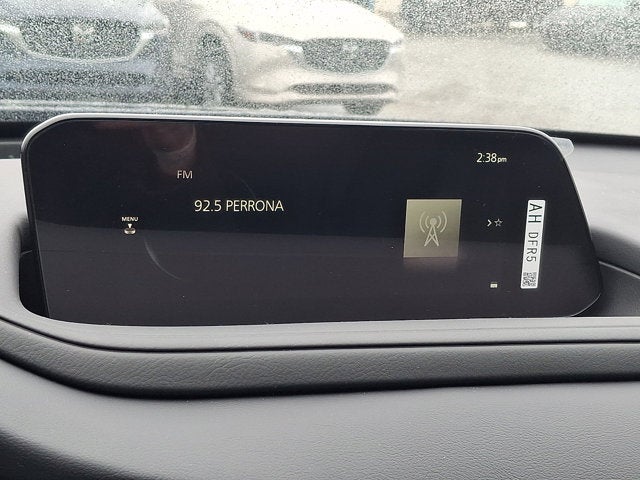 2:38pm
FM
92.5 PERRONA
MENU
AH DFR5